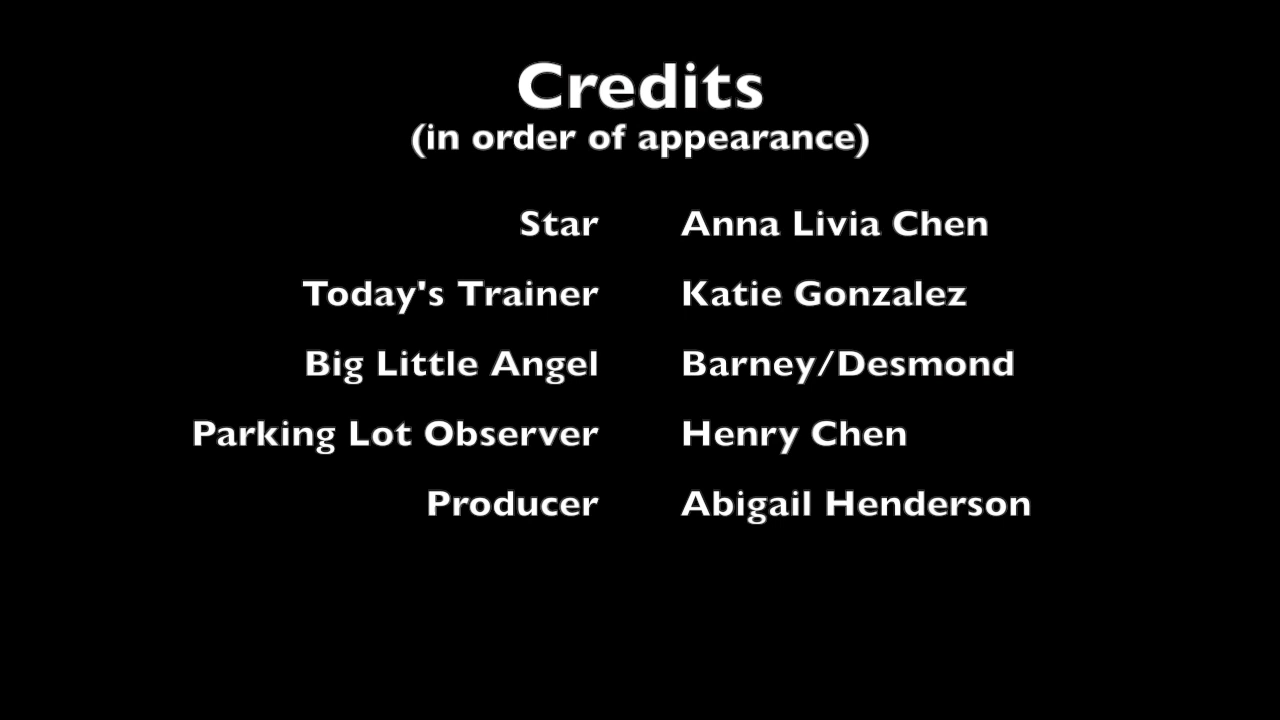 Credits
(in order of appearance)
Star Anna Livia Chen
Today's Trainer Katie Gonzalez
Big Little Angel Barney/Desmond
Parking Lot Observer Henry Chen
Producer Abigail Henderson